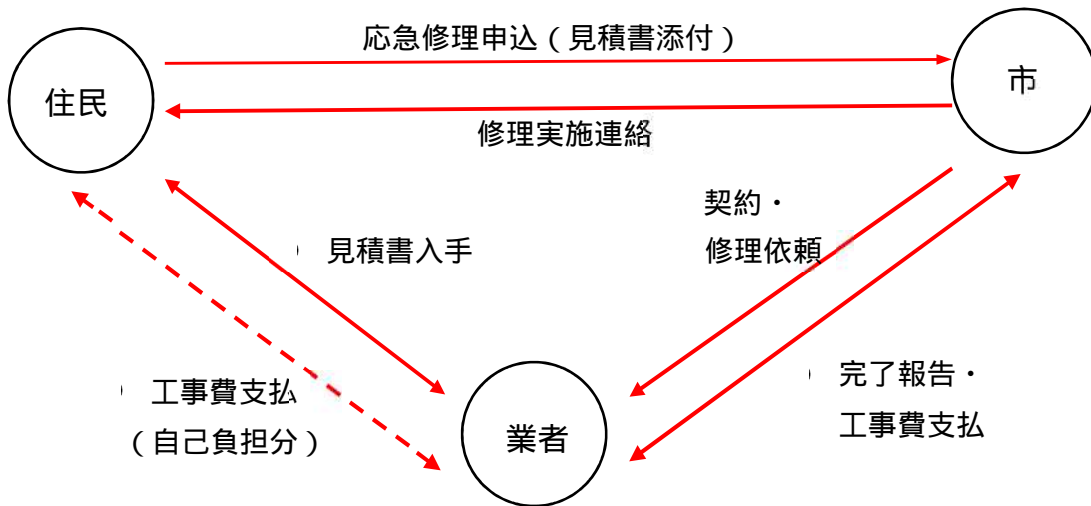 応急修理申込(見積書添付)
住民
市
修理実施連絡
契約・
修理依頼
見積書入手
工事費支払
(自己負担分)
業者
完了報告・
工事費支払